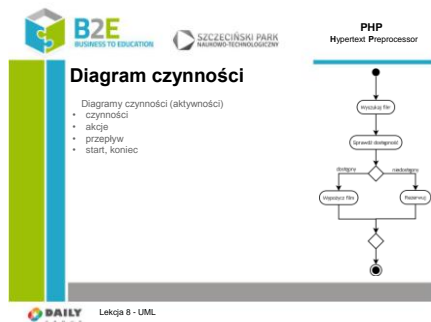 B2E
BUSINESS TO EDUCATION
SZCZECIŃSKI PARK
NAUKOWO-TECHNOLOGICZNY
PHP
Hypertext Preprocessor
Diagram czynności
Diagramy czynności (aktywności)
• czynności
• akcje
• przepływ
• start, koniec
Wyszukaj film
Sprawdź dostępność
dostępny
niedostępny
Wypożycz film
Rezerwuj
DAILY
Lekcja 8 - UML